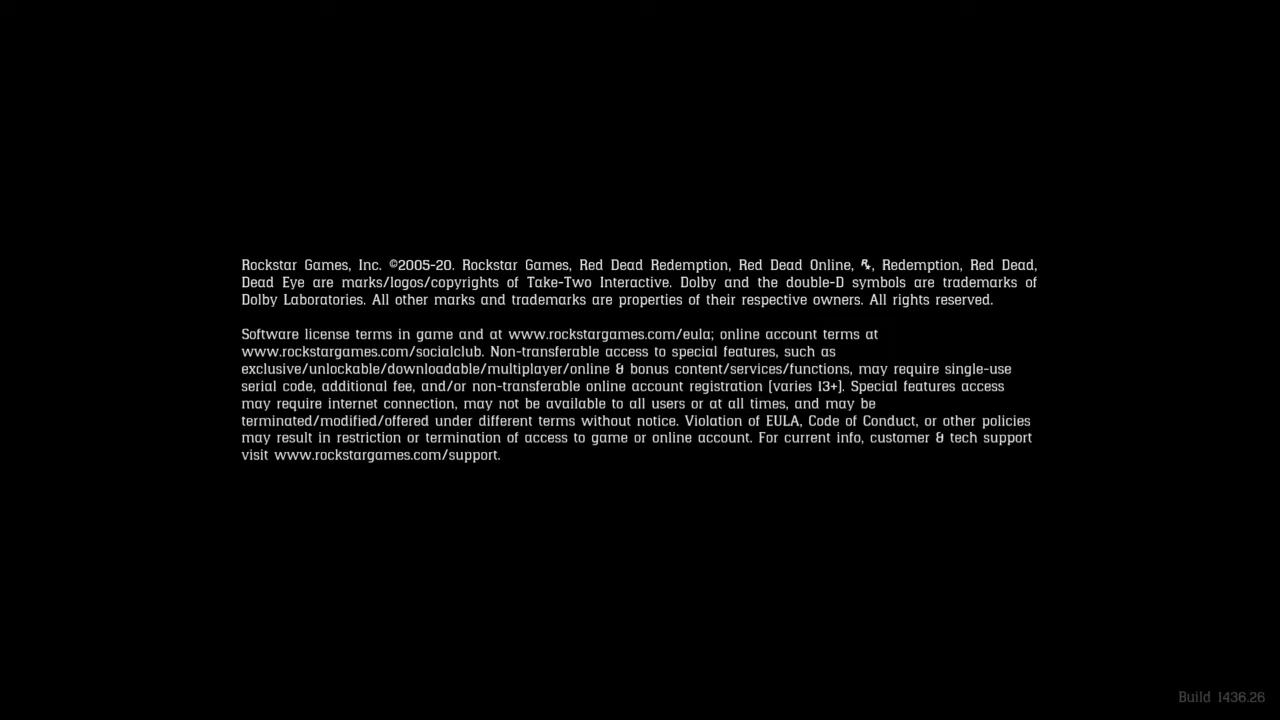 Rockstar Games, Inc. ©2005-20. Rockstar Games, Red Dead Redemption, Red Dead Online, R★, Redemption, Red Dead,
Dead Eye are marks/logos/copyrights of Take-Two Interactive. Dolby and the double-D symbols are trademarks of
Dolby Laboratories. All other marks and trademarks are properties of their respective owners. All rights reserved.
Software license terms in game and at www.rockstargames.com/eula; online account terms at
www.rockstargames.com/socialclub. Non-transferable access to special features, such as
exclusive/unlockable/downloadable/multiplayer/online & bonus content/services/functions, may require single-use
serial code, additional fee, and/or non-transferable online account registration [varies 13+]. Special features access
may require internet connection, may not be available to all users or at all times, and may be
terminated/modified/offered under different terms without notice. Violation of EULA, Code of Conduct, or other policies
may result in restriction or termination of access to game or online account. For current info, customer & tech support
visit www.rockstargames.com/support.
Build 1436.26